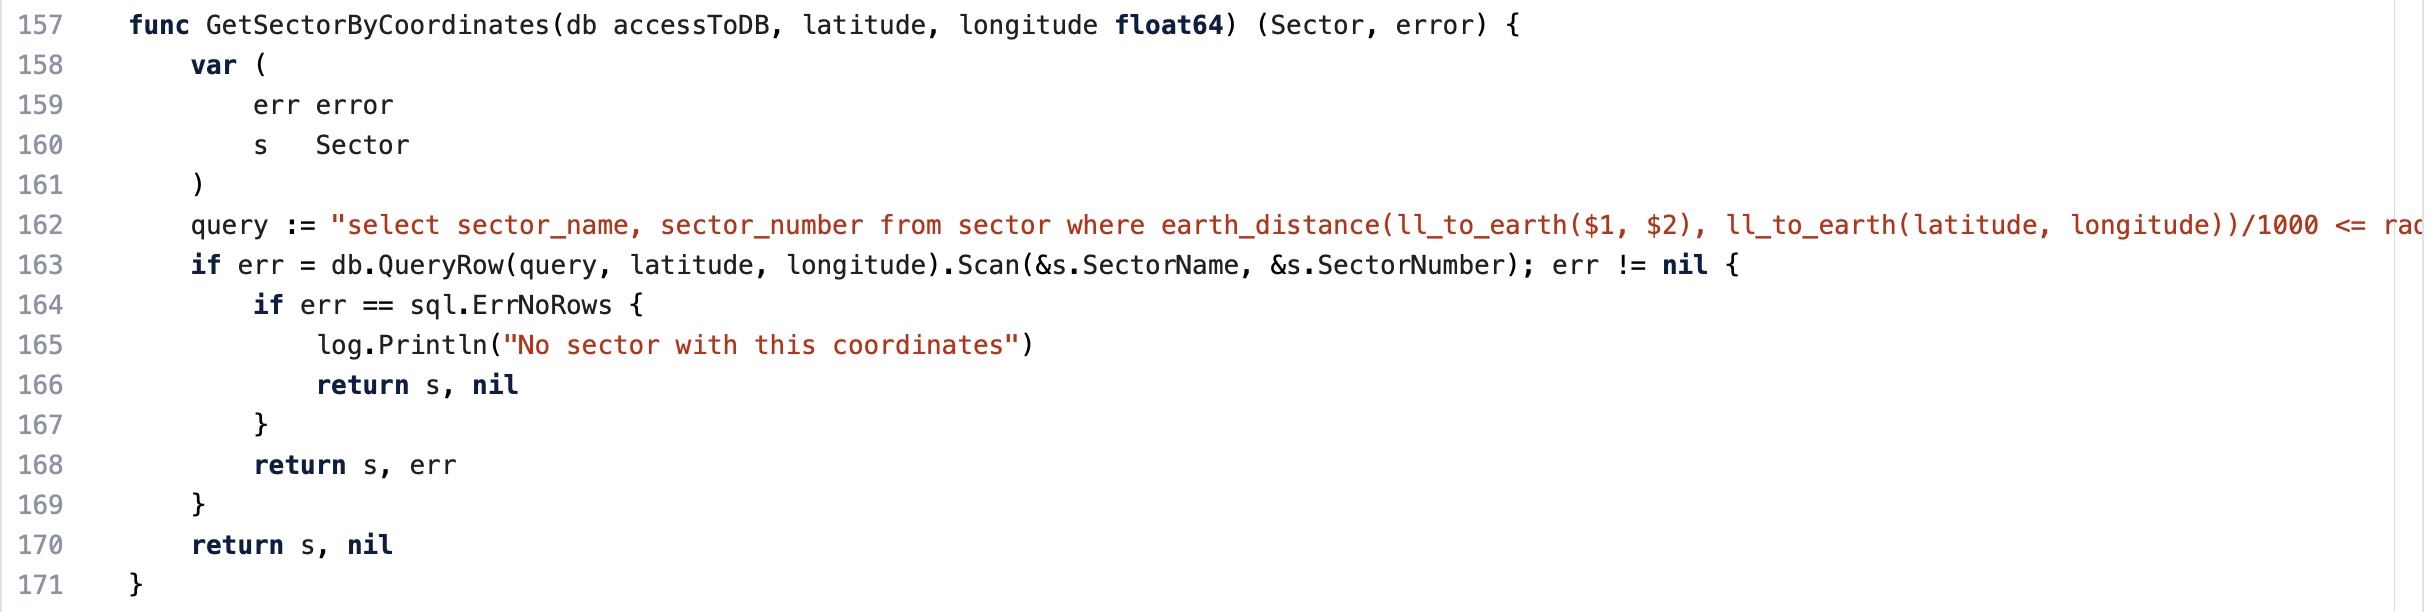 157 func GetSectorByCoordinates(db accessToDB, latitude, longitude float64) (Sector, error) {
158 var (
159 err error
160 s Sector
161 )
162 query := "select sector_name, sector_number from sector where earth_distance(ll_to_earth($1, $2), ll_to_earth(latitude, longitude))/1000 <=
163 if err = db.QueryRow(query, latitude, longitude).Scan(&s.SectorName, &s.SectorNumber); err != nil {
164 if err == sql.ErrNoRows {
165 log.Println("No sector with this coordinates")
166 return s, nil
167 }
168 return s, err
169 }
170 return s, nil
171 }